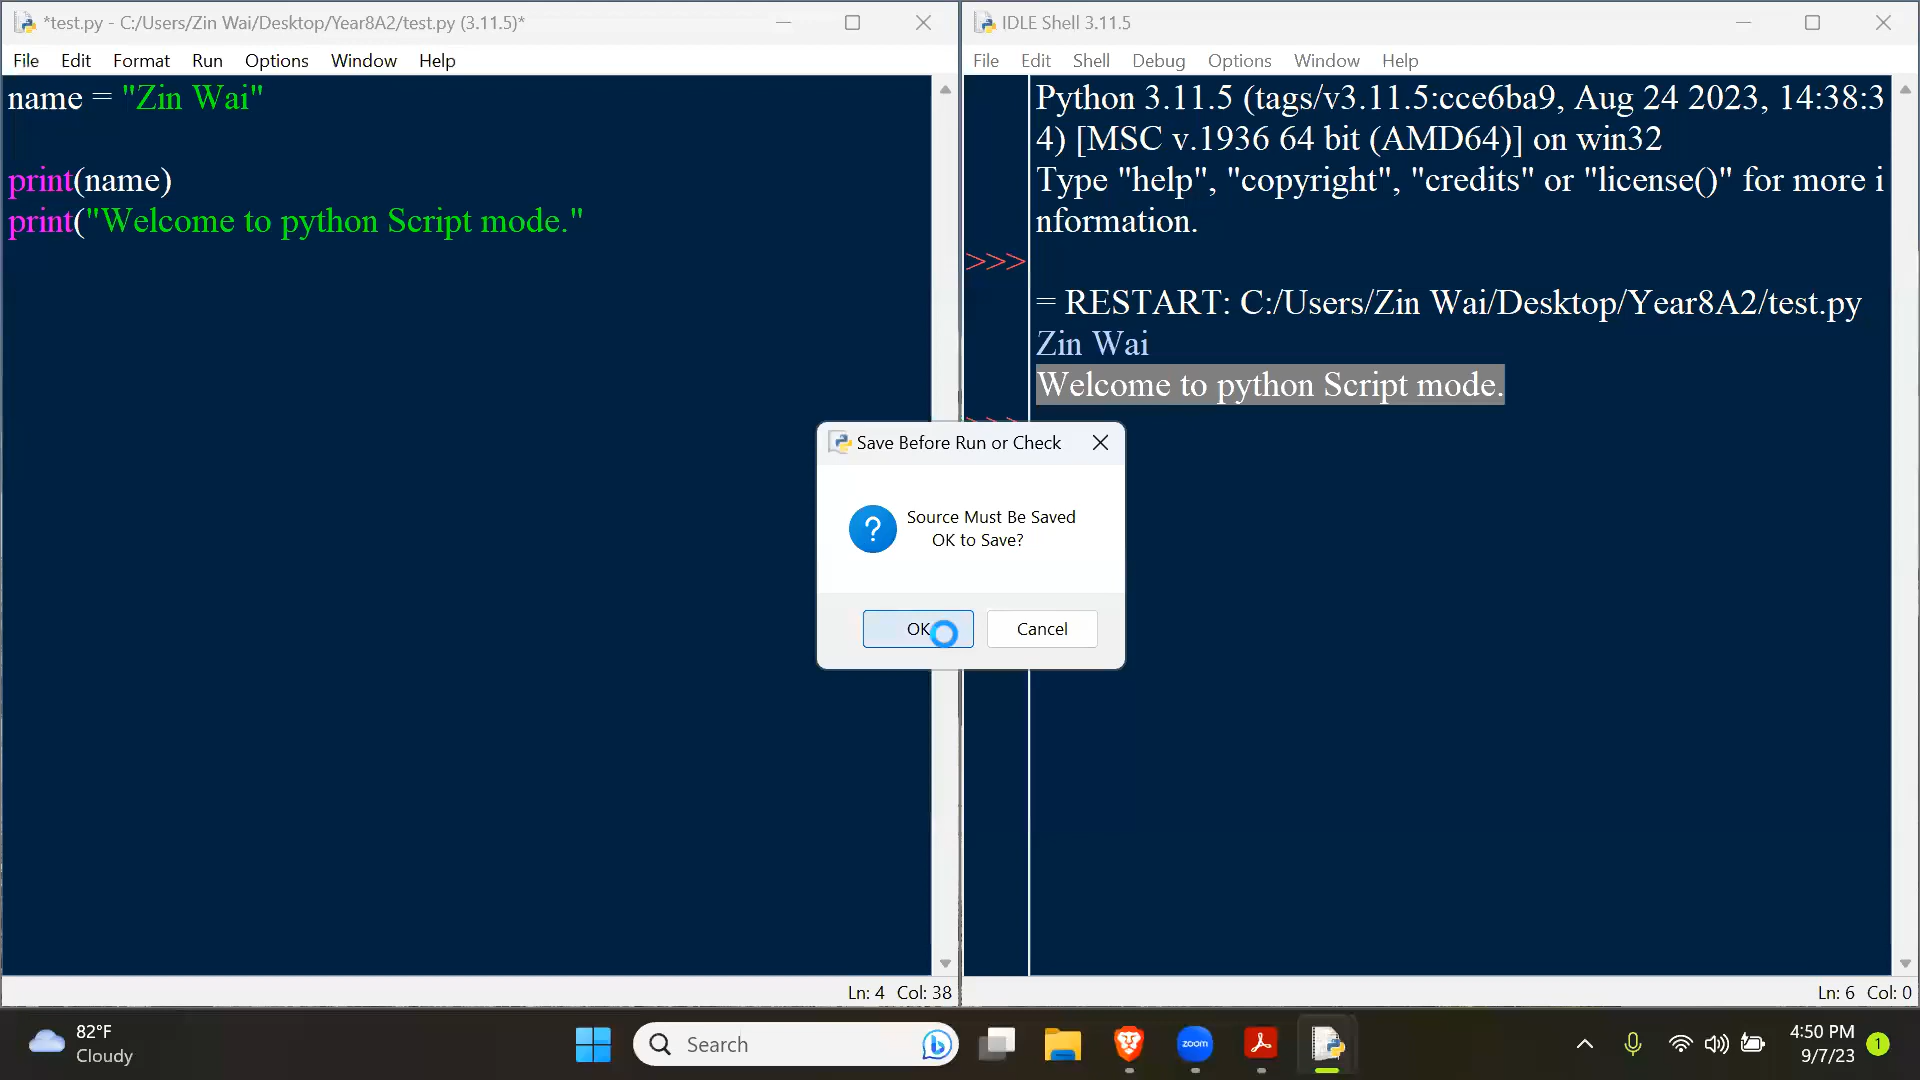 *test.py - C:/Users/Zin Wai/Desktop/Year8A2/test.py (3.11.5)*
File Edit Format Run Options Window Help
name = "Zin Wai"
print(name)
print("Welcome to python Script mode."
Ln: 4 Col: 38
IDLE Shell 3.11.5
File Edit Shell Debug Options Window Help
Python 3.11.5 (tags/v3.11.5:cce6ba9, Aug 24 2023, 14:38:3
4) [MSC v.1936 64 bit (AMD64)] on win32
Type "help", "copyright", "credits" or "license()" for more i
nformation.
>>>
= RESTART: C:/Users/Zin Wai/Desktop/Year8A2/test.py
Zin Wai
Welcome to python Script mode.
Ln: 6 Col: 0
Save Before Run or Check
Source Must Be Saved
OK to Save?
OK Cancel
82°F
Cloudy
Search
zoom
4:50 PM
9/7/23
1